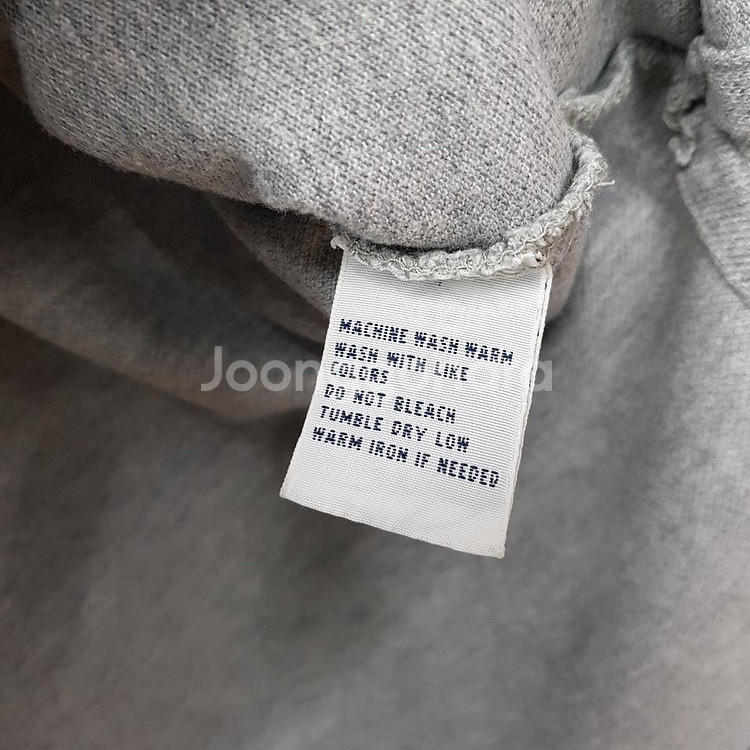 MACHINE WASH WARM
WASH WITH LIKE
COLORS
DO NOT BLEACH
TUMBLE DRY LOW
WARM IRON IF NEEDED